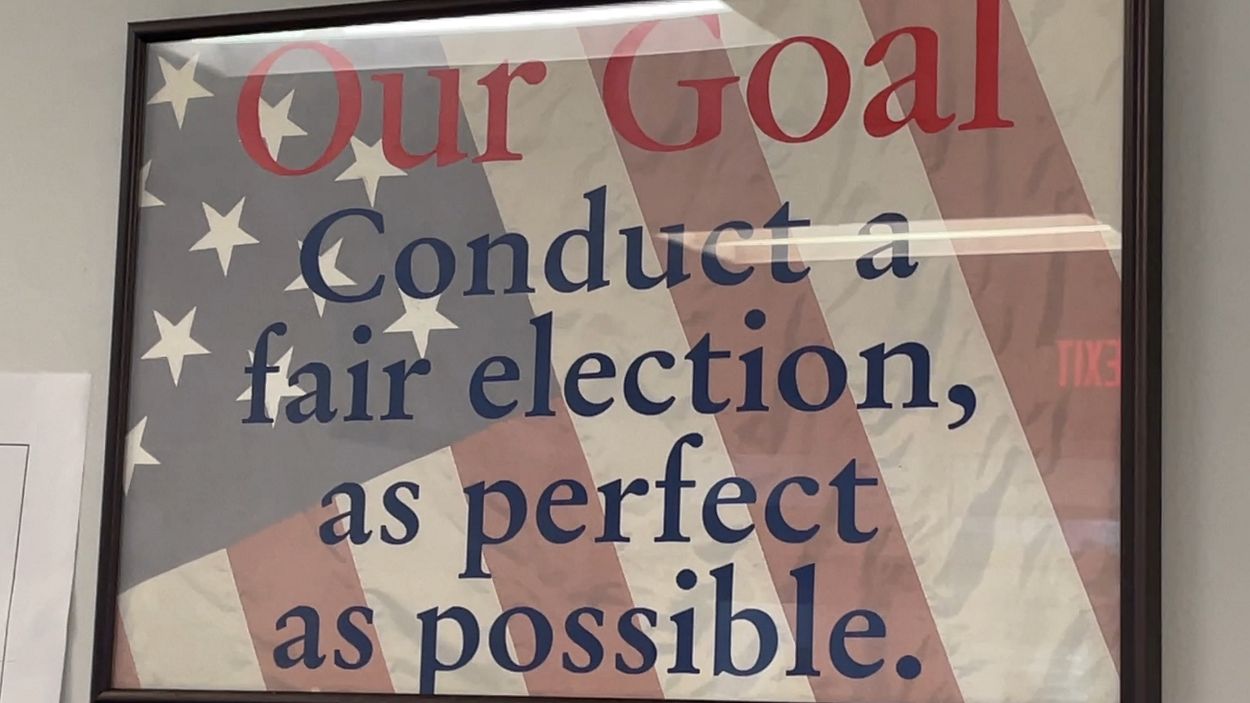 Our Goal
Conduct a
fair election,
as perfect
as possible.
EXIT